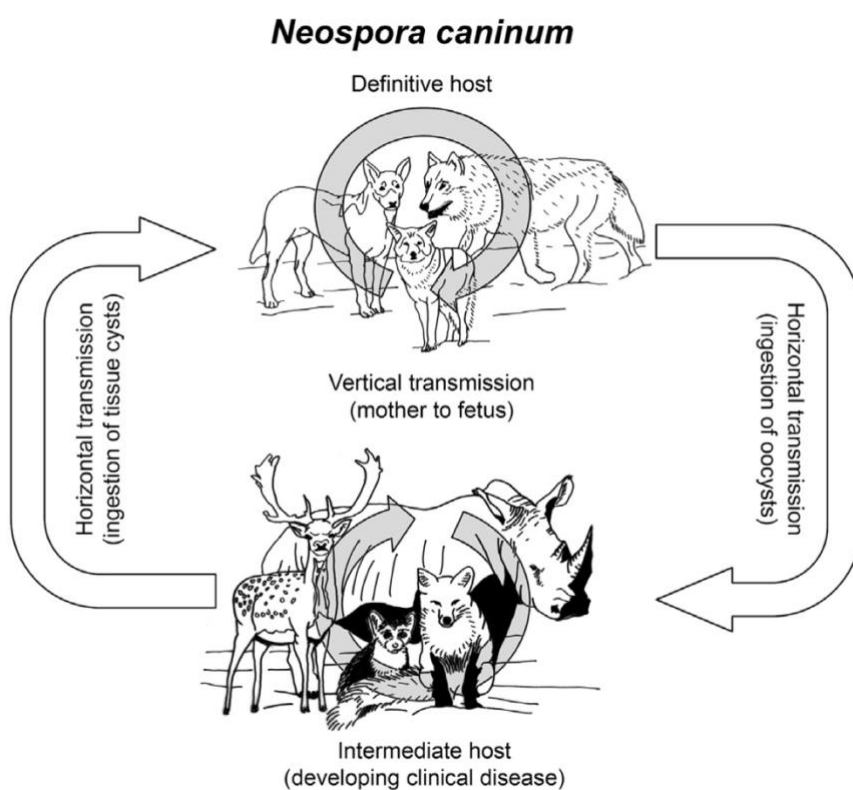 Neospora caninum
Definitive host
Horizontal transmission
(ingestion of tissue cysts)
Horizontal transmission
(ingestion of oocysts)
Vertical transmission
(mother to fetus)
Intermediate host
(developing clinical disease)